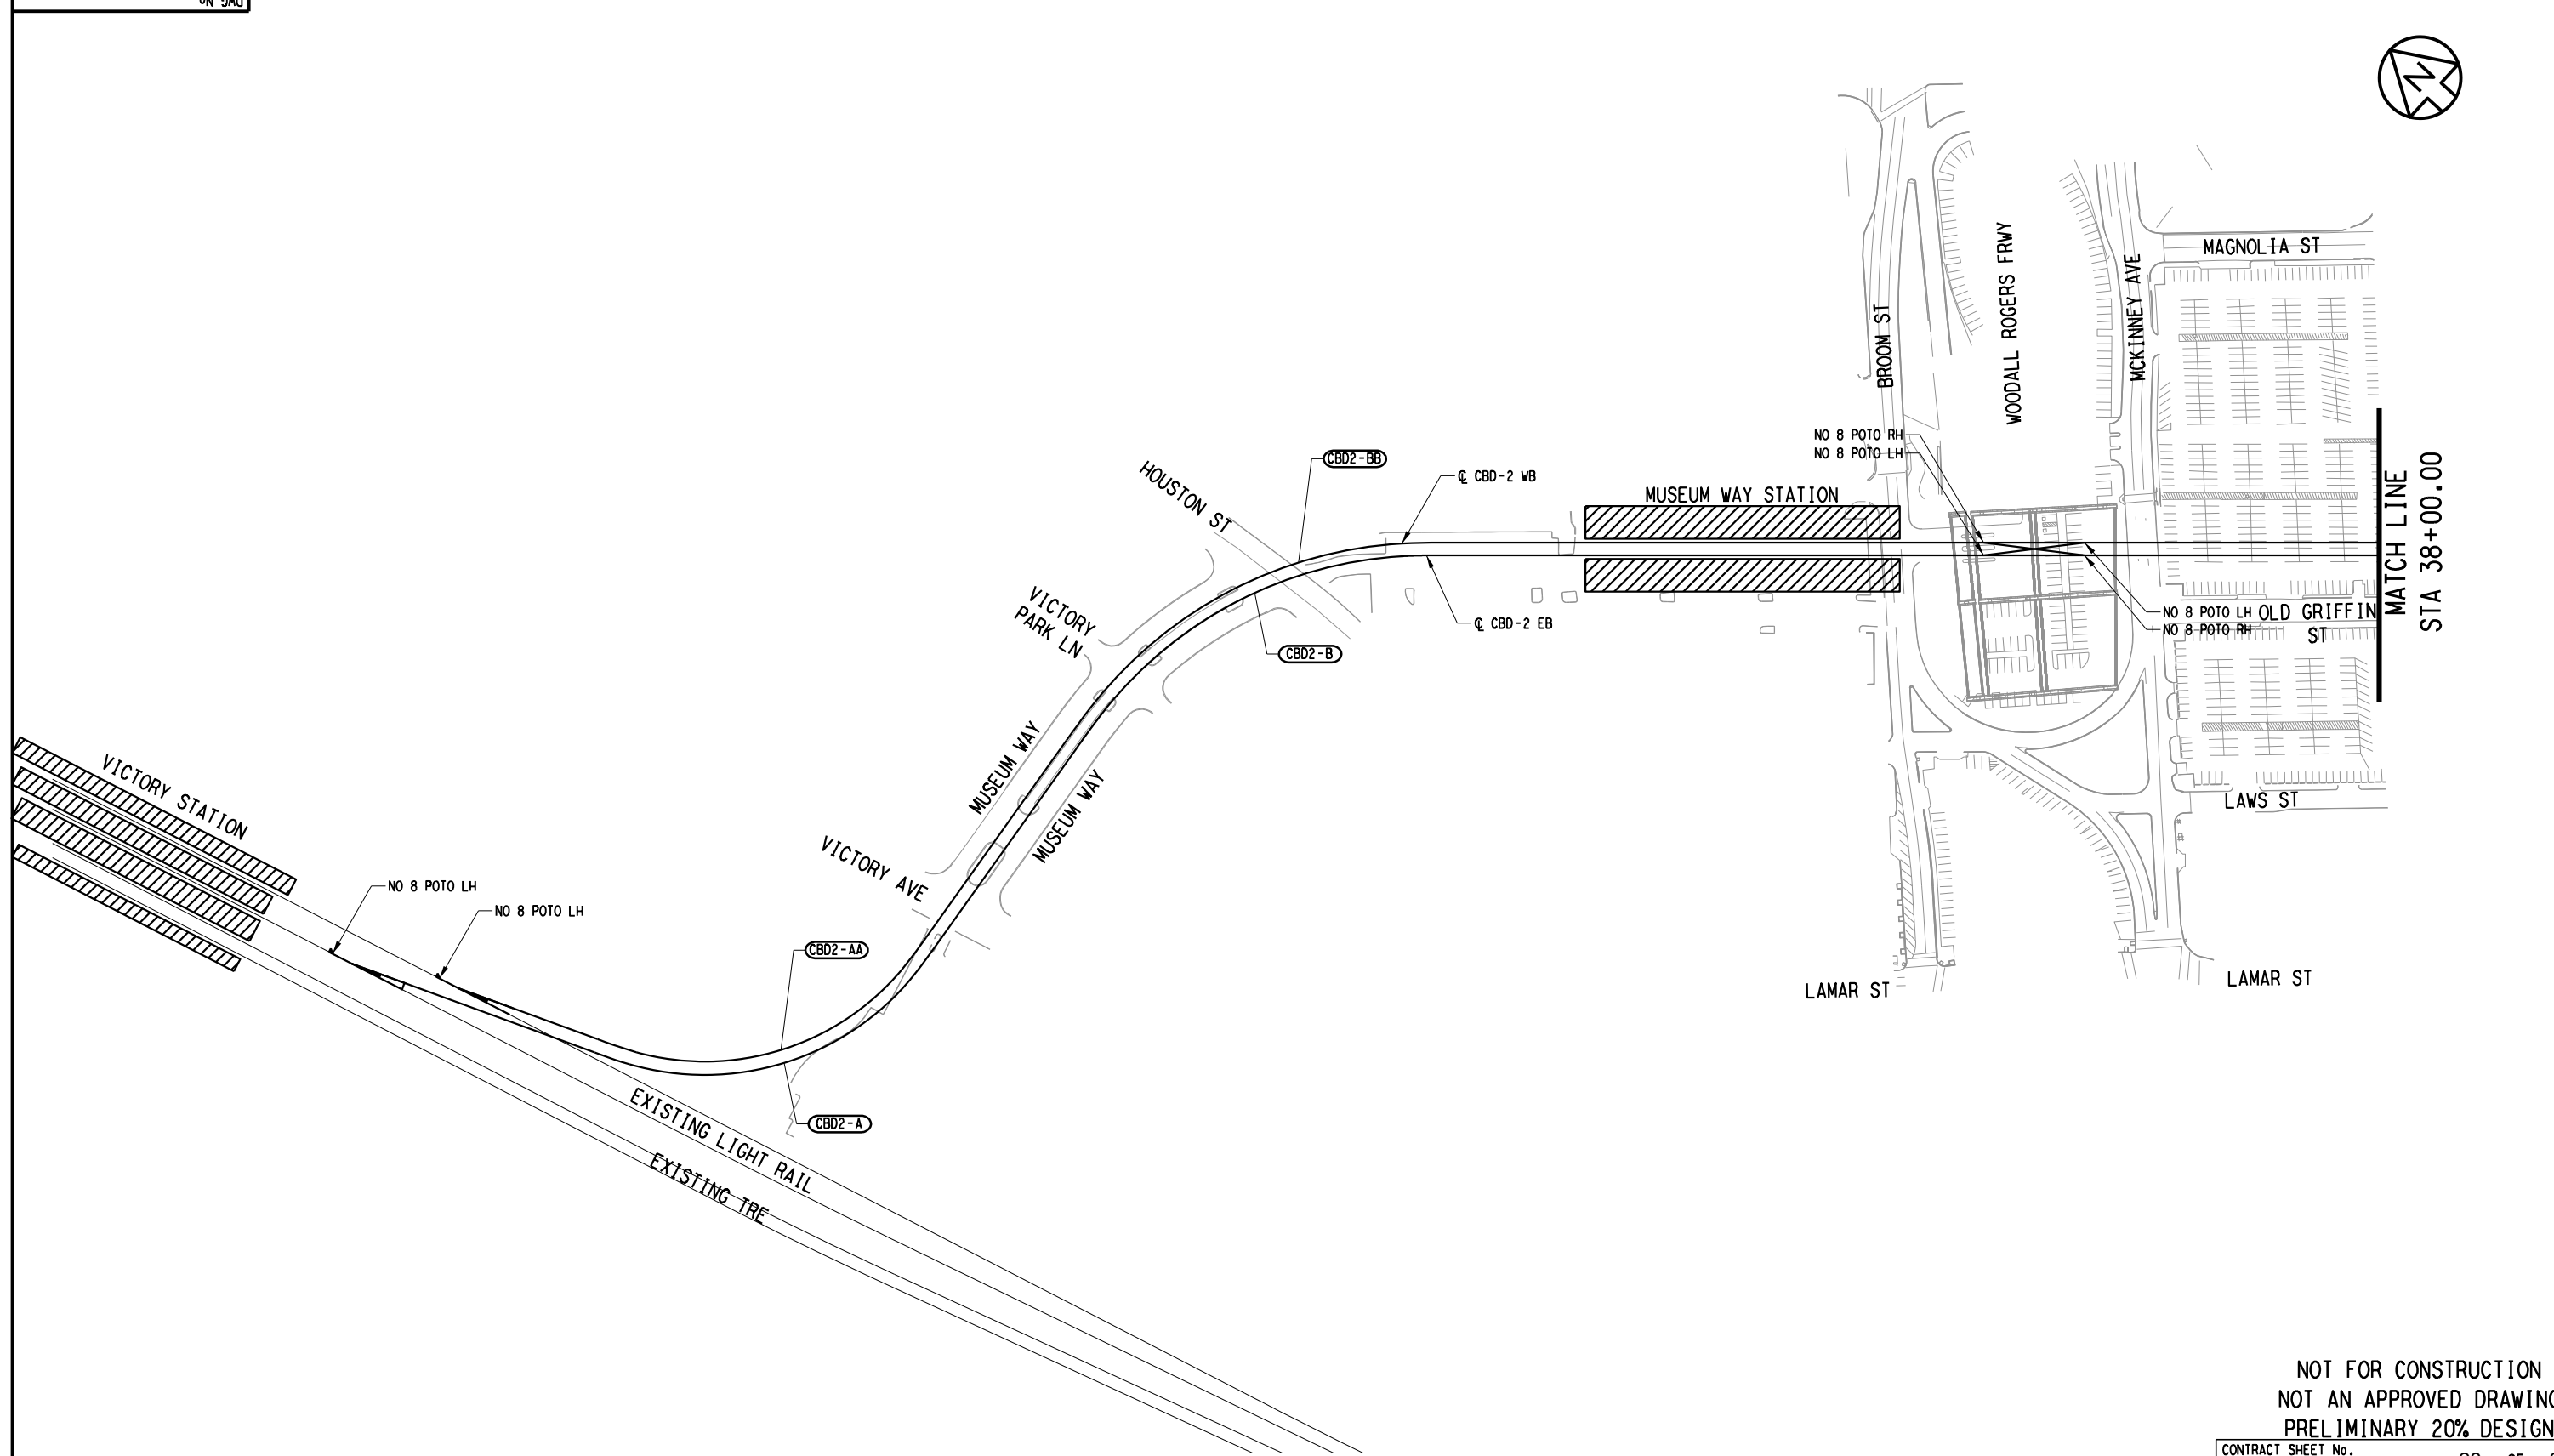 DWG No
N
MAGNOLIA ST
BROOM ST
WOODALL ROGERS FRWY
MCKINNEY AVE
NO 8 POTO RH
NO 8 POTO LH
CBD2-BB
HOUSTON ST
℄ CBD-2 WB
MUSEUM WAY STATION
MATCH LINE
STA 38+00.00
VICTORY
PARK LN
℄ CBD-2 EB
CBD2-B
NO 8 POTO LH
NO 8 POTO RH
OLD GRIFFIN
ST
MUSEUM WAY
MUSEUM WAY
VICTORY STATION
VICTORY AVE
LAWS ST
NO 8 POTO LH
NO 8 POTO LH
CBD2-AA
LAMAR ST
LAMAR ST
CBD2-A
EXISTING LIGHT RAIL
EXISTING TRE
NOT FOR CONSTRUCTION
NOT AN APPROVED DRAWING
PRELIMINARY 20% DESIGN
CONTRACT SHEET No.